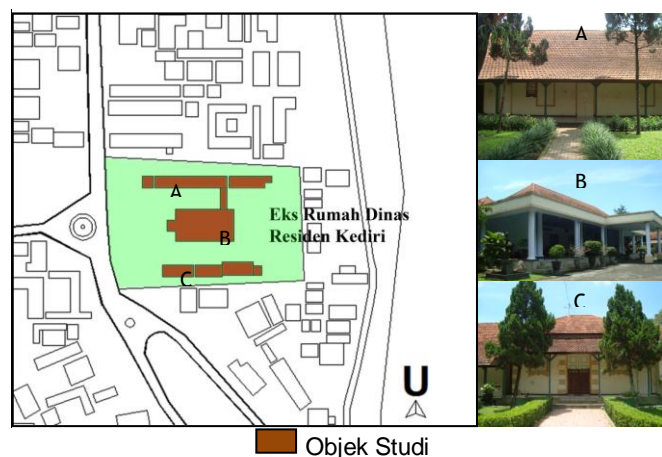 A
B
C
Eks Rumah Dinas
Residen Kediri
U
A
B
C
Objek Studi